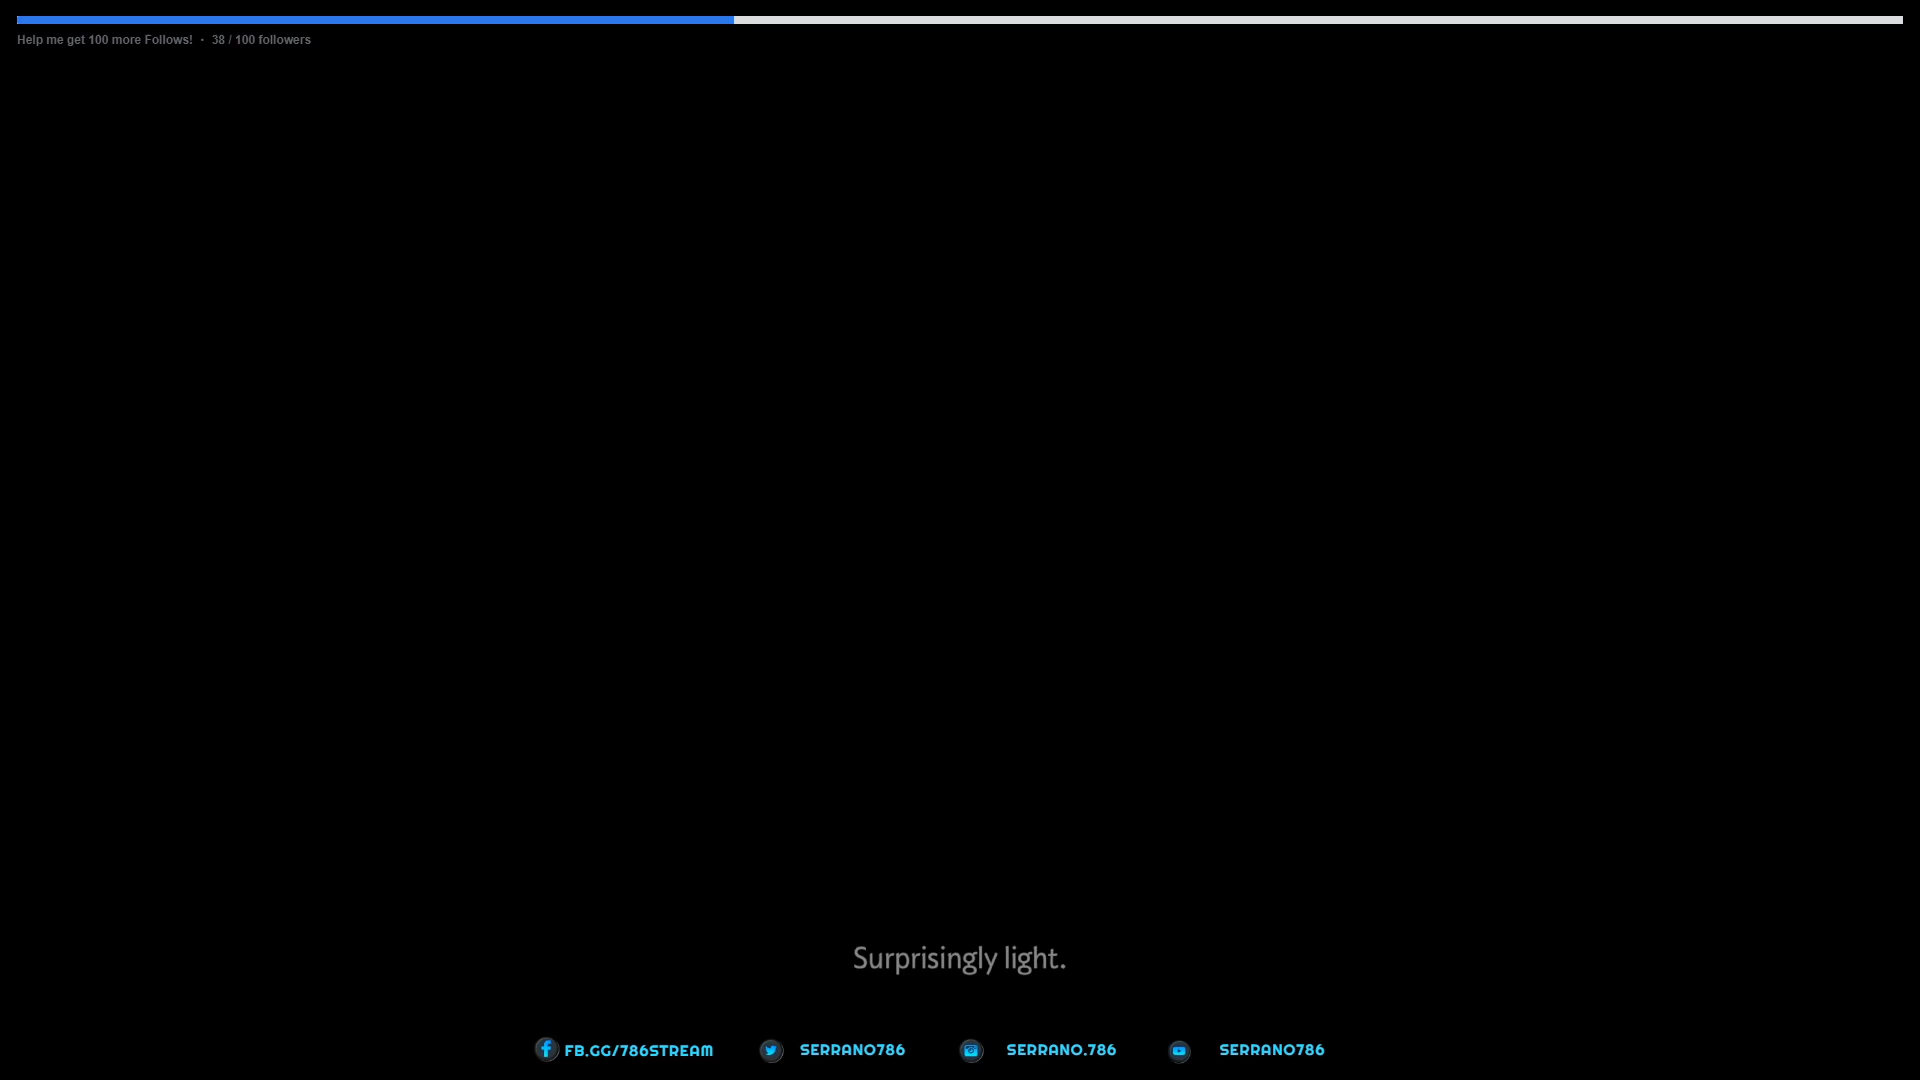 Help me get 100 more Follows! · 38 / 100 followers
Surprisingly light.
FB.GG/786STREAM SERRANO786 SERRANO.786 SERRANO786